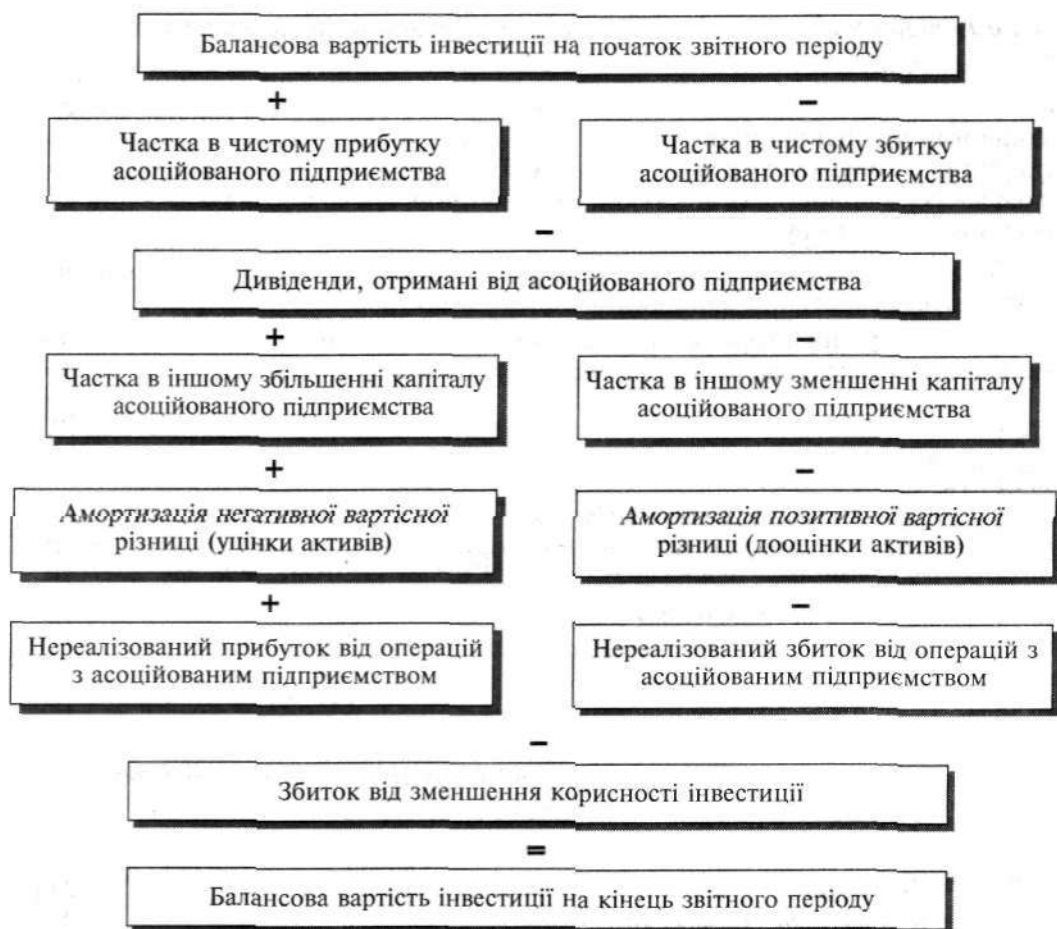 Балансова вартість інвестиції на початок звітного періоду
+ −
Частка в чистому прибутку
асоційованого підприємства
Частка в чистому збитку
асоційованого підприємства
−
Дивіденди, отримані від асоційованого підприємства
+ −
Частка в іншому збільшенні капіталу
асоційованого підприємства
Частка в іншому зменшенні капіталу
асоційованого підприємства
+ −
Амортизація негативної вартісної
різниці (уцінки активів)
Амортизація позитивної вартісної
різниці (дооцінки активів)
+ −
Нереалізований прибуток від операцій
з асоційованим підприємством
Нереалізований збиток від операцій з
асоційованим підприємством
−
Збиток від зменшення корисності інвестиції
=
Балансова вартість інвестиції на кінець звітного періоду